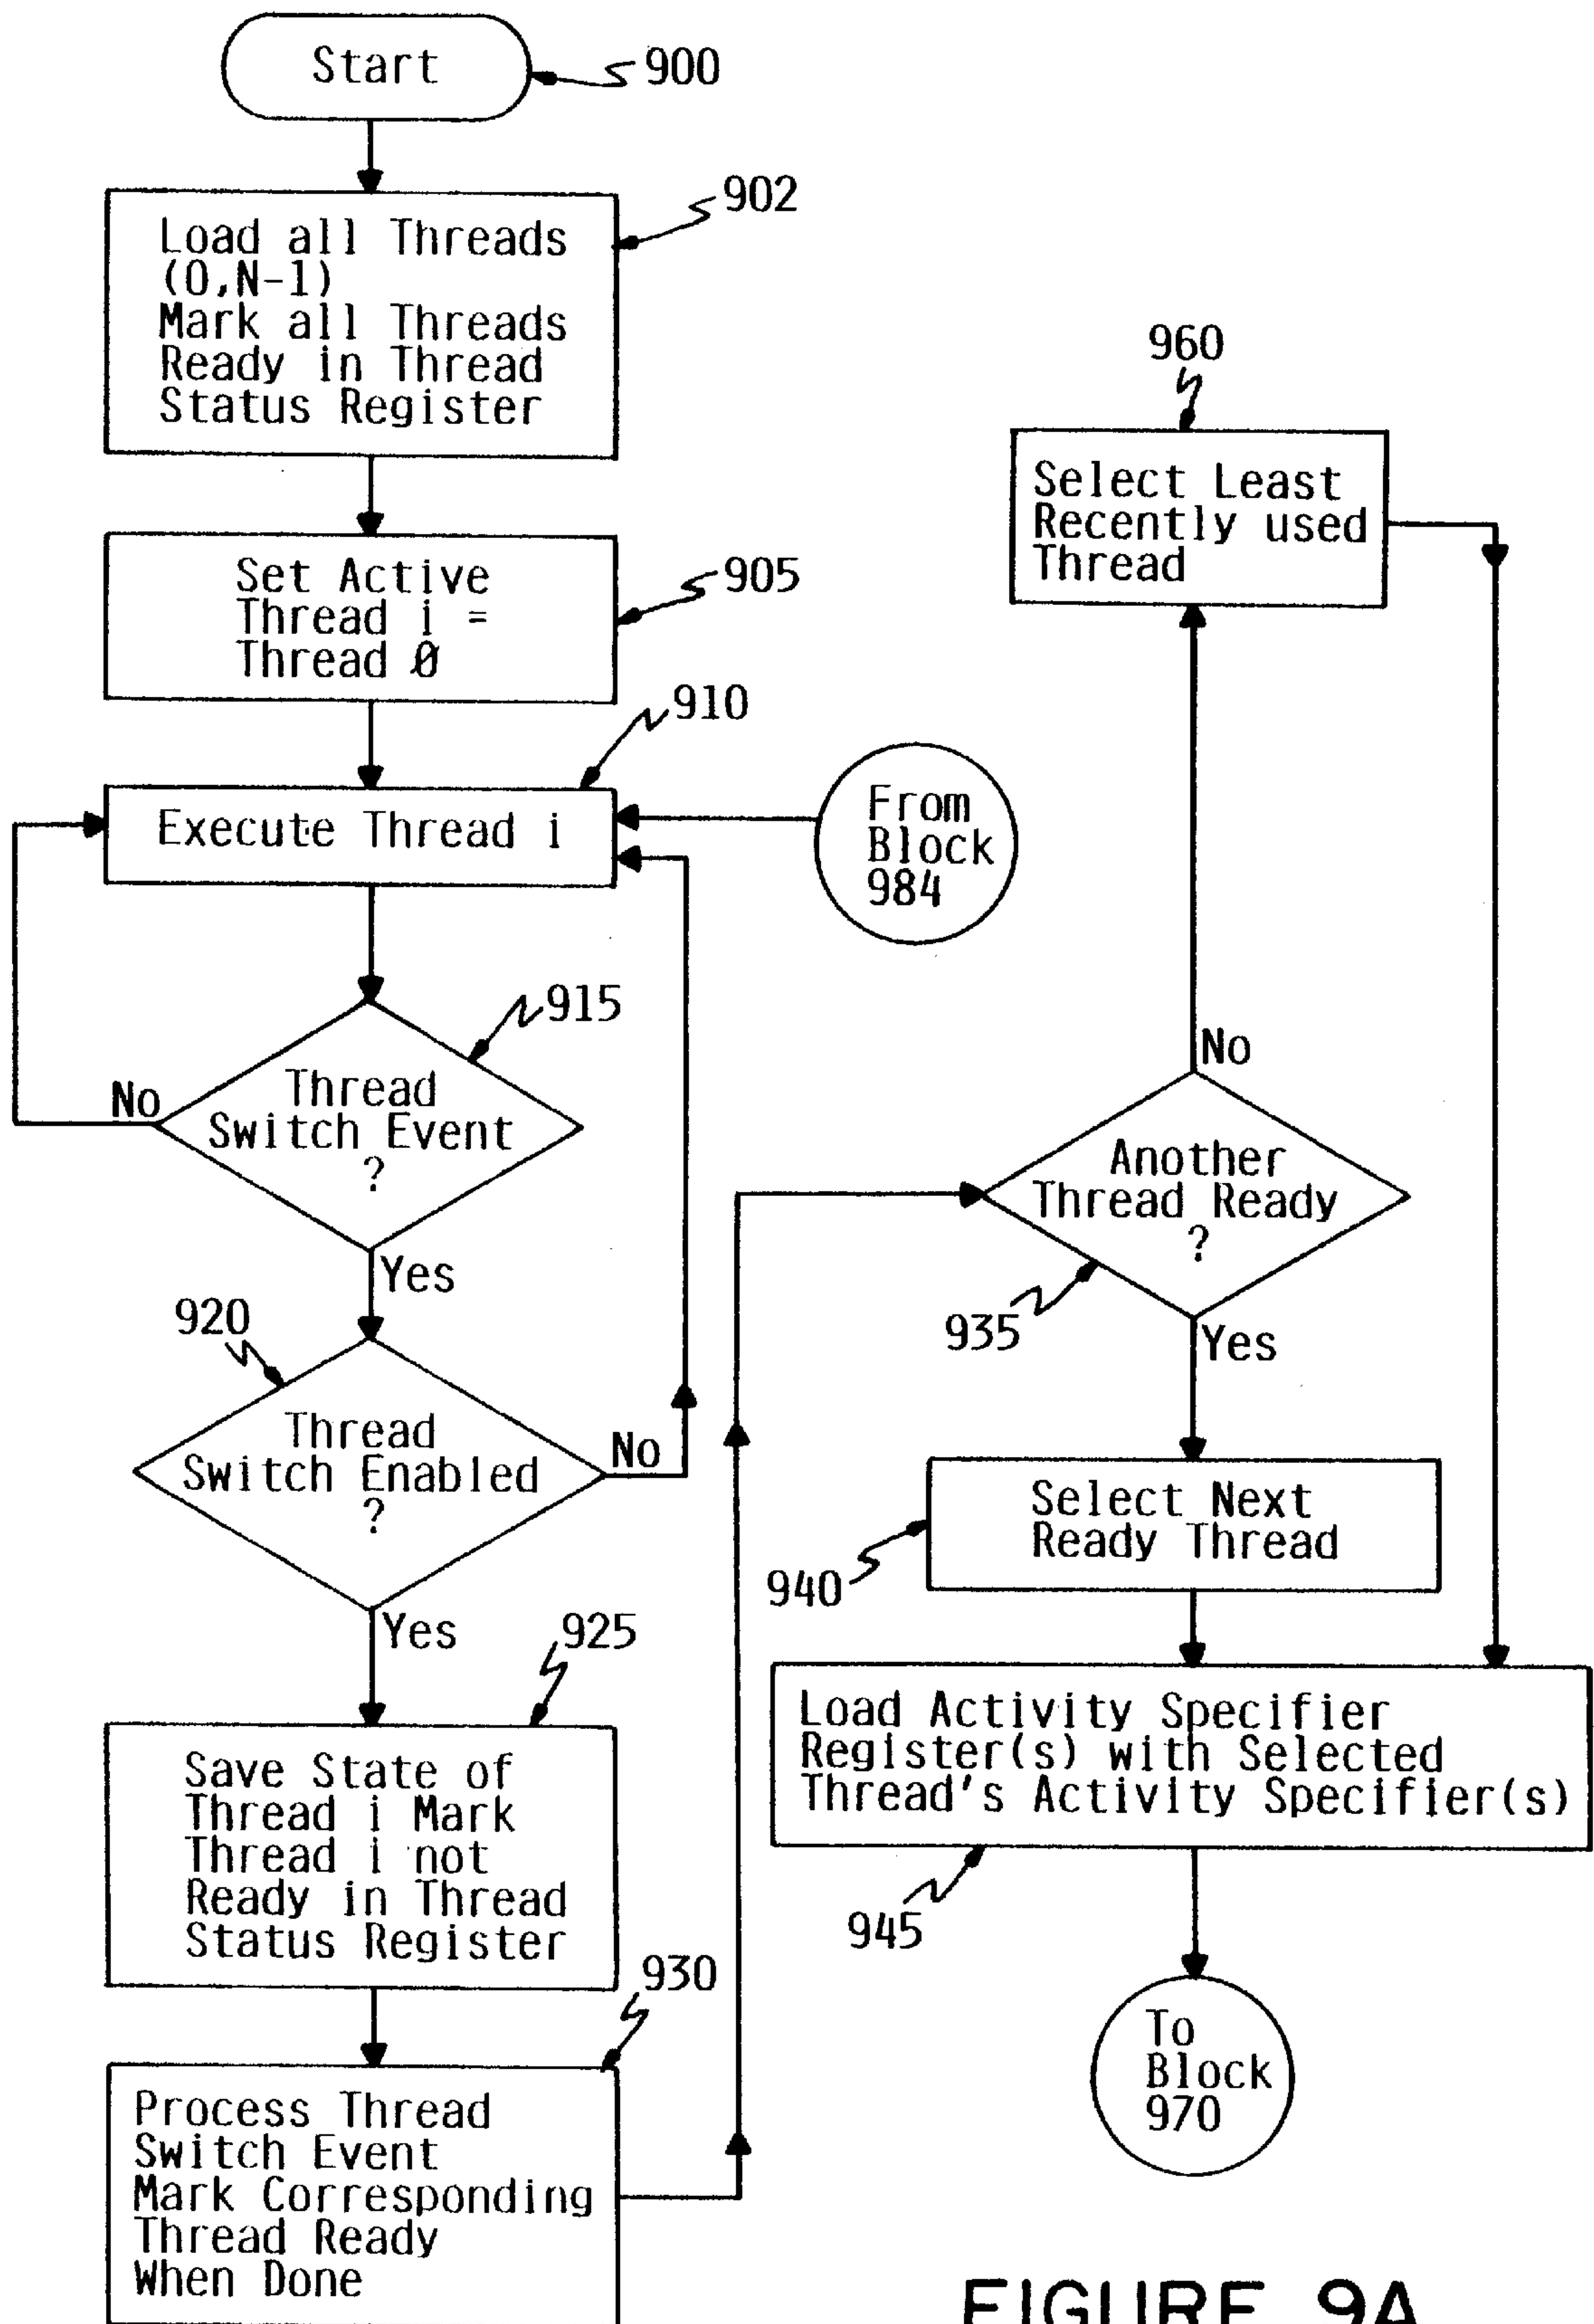 Start
900
902
Load all Threads
(0,N-1)
Mark all Threads
Ready in Thread
Status Register
905
Set Active
Thread i =
Thread 0
910
Execute Thread i
From
Block
984
915
Thread
Switch Event
?
No
Yes
920
Thread
Switch Enabled
?
No
Yes
925
Save State of
Thread i Mark
Thread i not
Ready in Thread
Status Register
930
Process Thread
Switch Event
Mark Corresponding
Thread Ready
When Done
960
Select Least
Recently used
Thread
No
Another
Thread Ready
?
935
Yes
Select Next
Ready Thread
940
Load Activity Specifier
Register(s) with Selected
Thread's Activity Specifier(s)
945
To
Block
970
FIGURE 9A